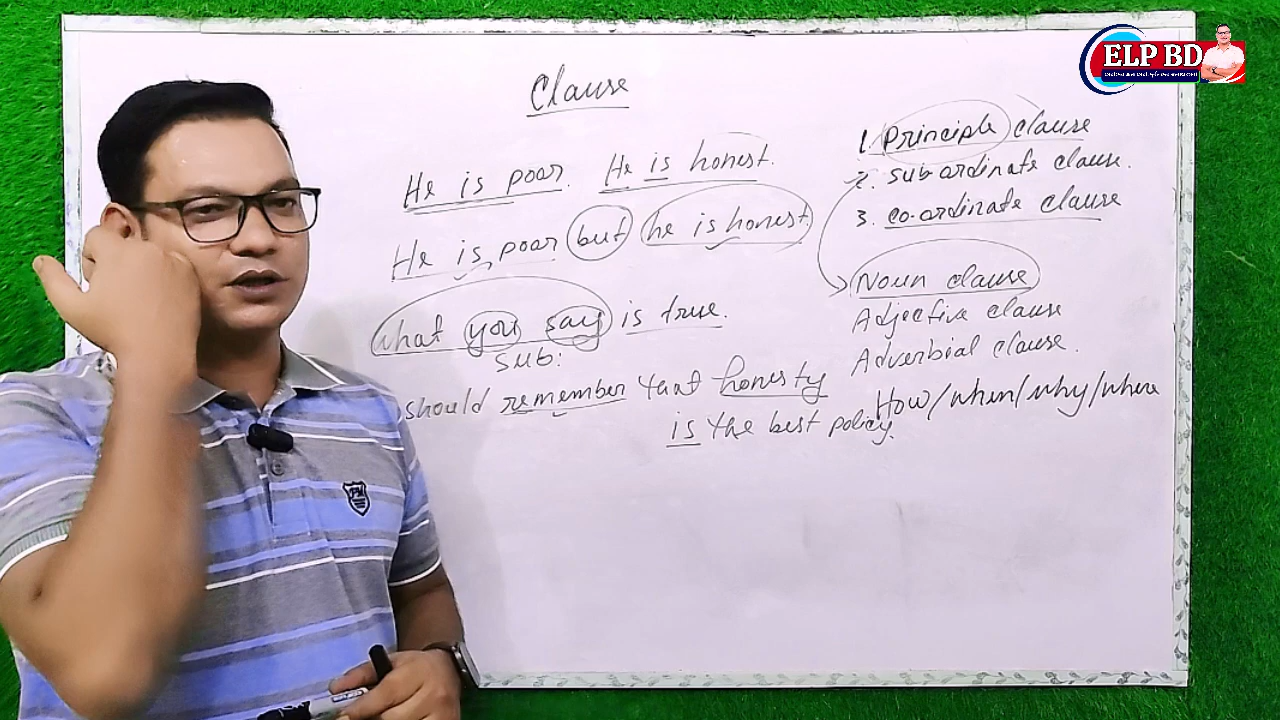 ELP BD
Clause
He is poor. He is honest.
He is poor but he is honest.
what you say is true.
sub:
should remember that honesty
is the best policy.
1. Principle clause
2. subordinate clause.
3. co-ordinate clause
Noun clause
Adjective clause
Adverbial clause.
How/when/why/where